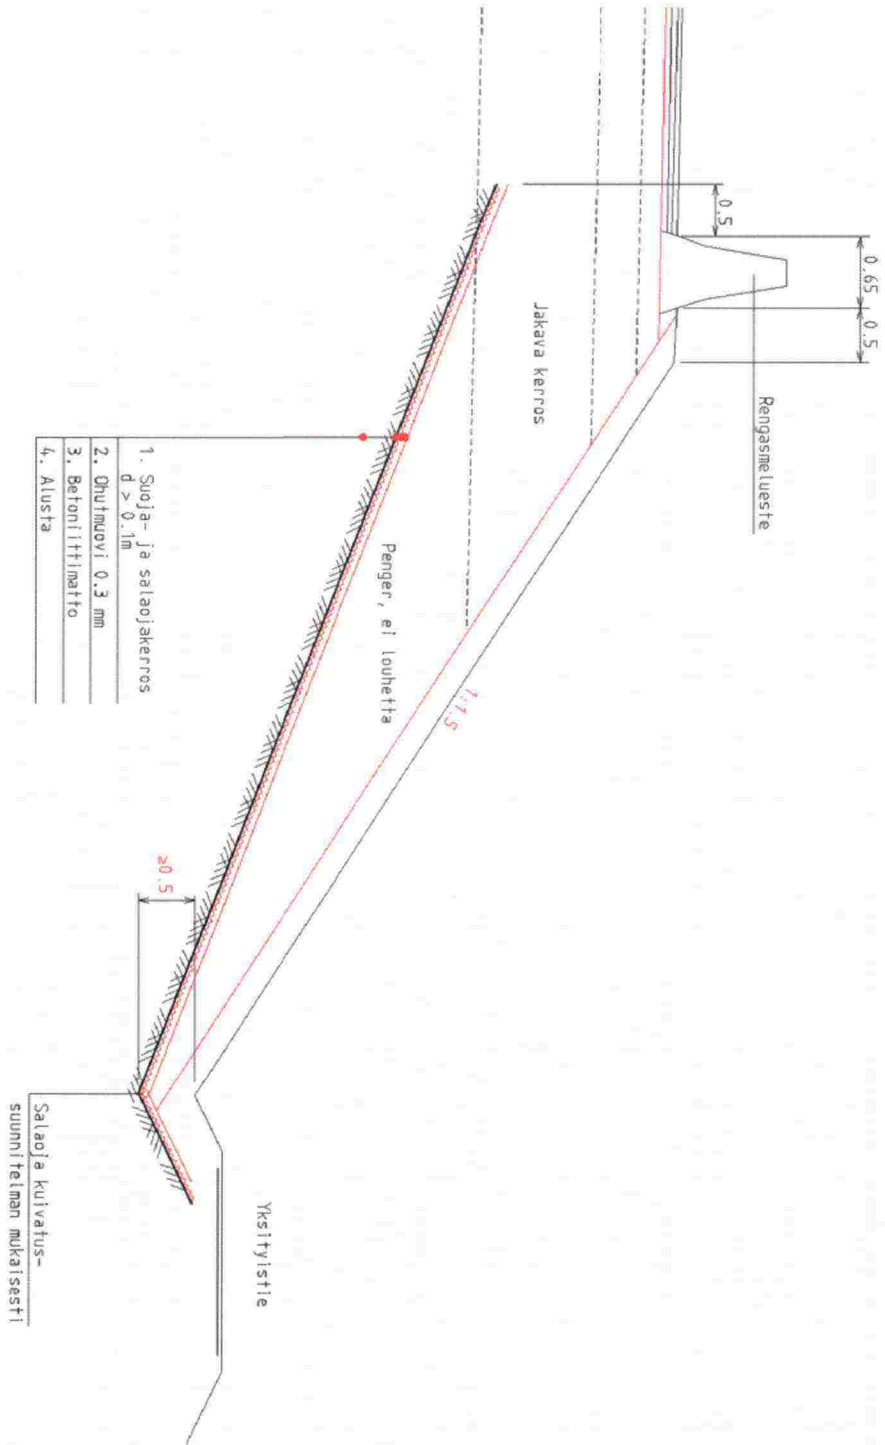 0.5
0.65
0.5
Rengasmelueste
Jakava kerros
1:1.5
Penger, ei louhetta
1. Suoja- ja salaojakerros
d > 0.1m
2. Ohutmuovi 0.3 mm
3. Betoniittimatto
4. Alusta
≥0.5
Yksityistie
Salaoja kuivatus-
suunnitelman mukaisesti